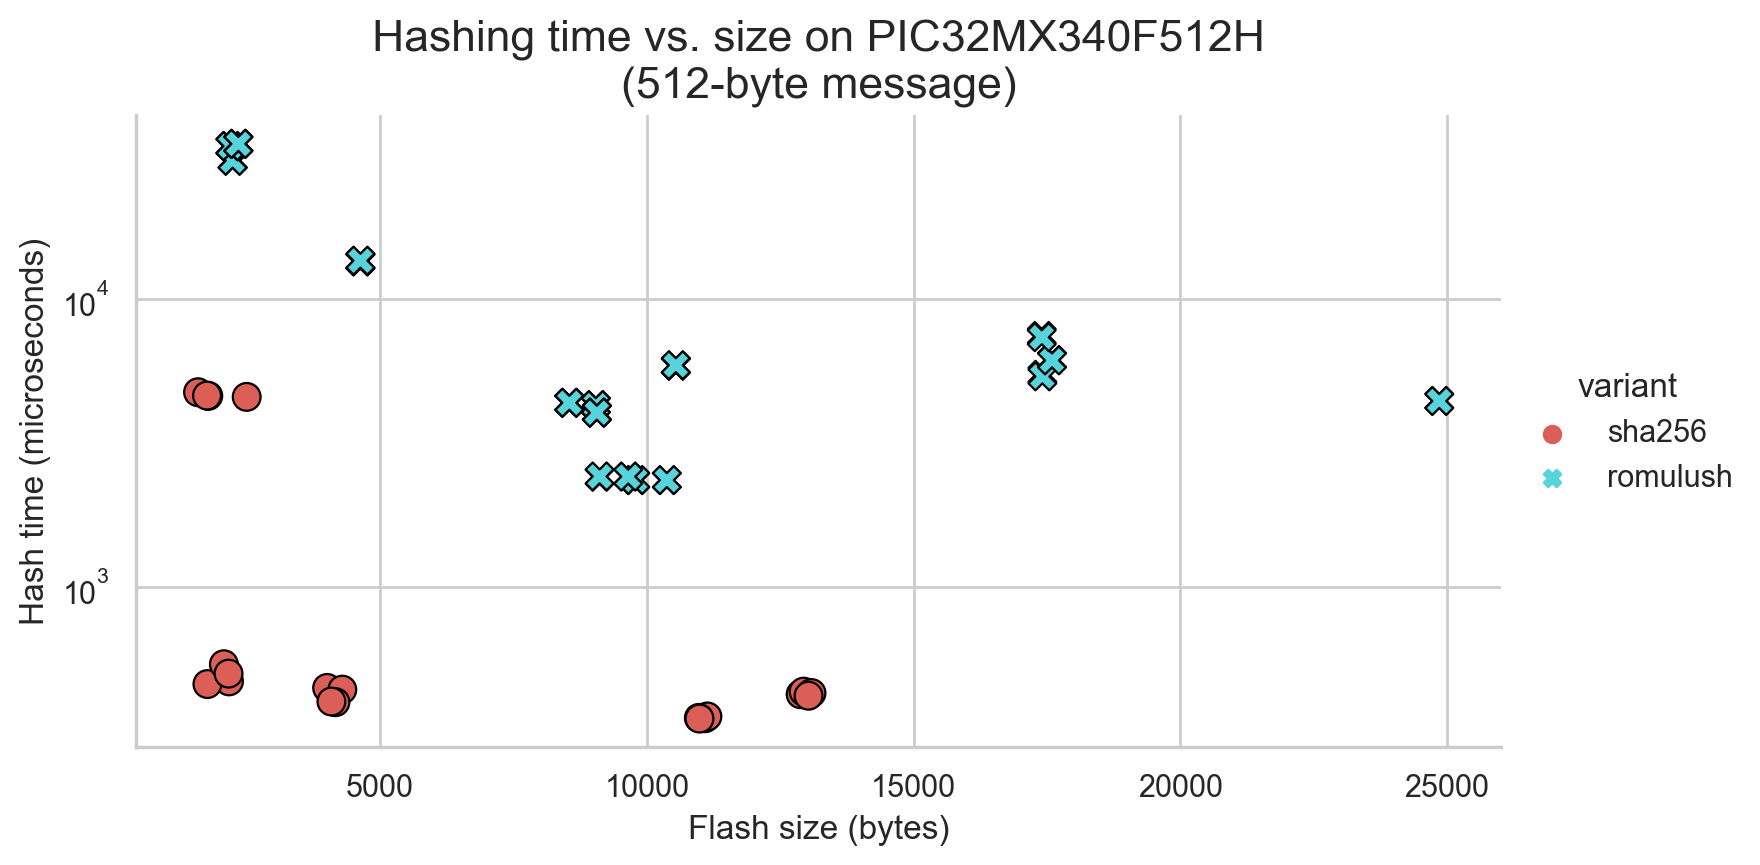 Hashing time vs. size on PIC32MX340F512H
(512-byte message)
Hash time (microseconds)
10^4
10^3
5000
10000
15000
20000
25000
Flash size (bytes)
variant
sha256
romulush